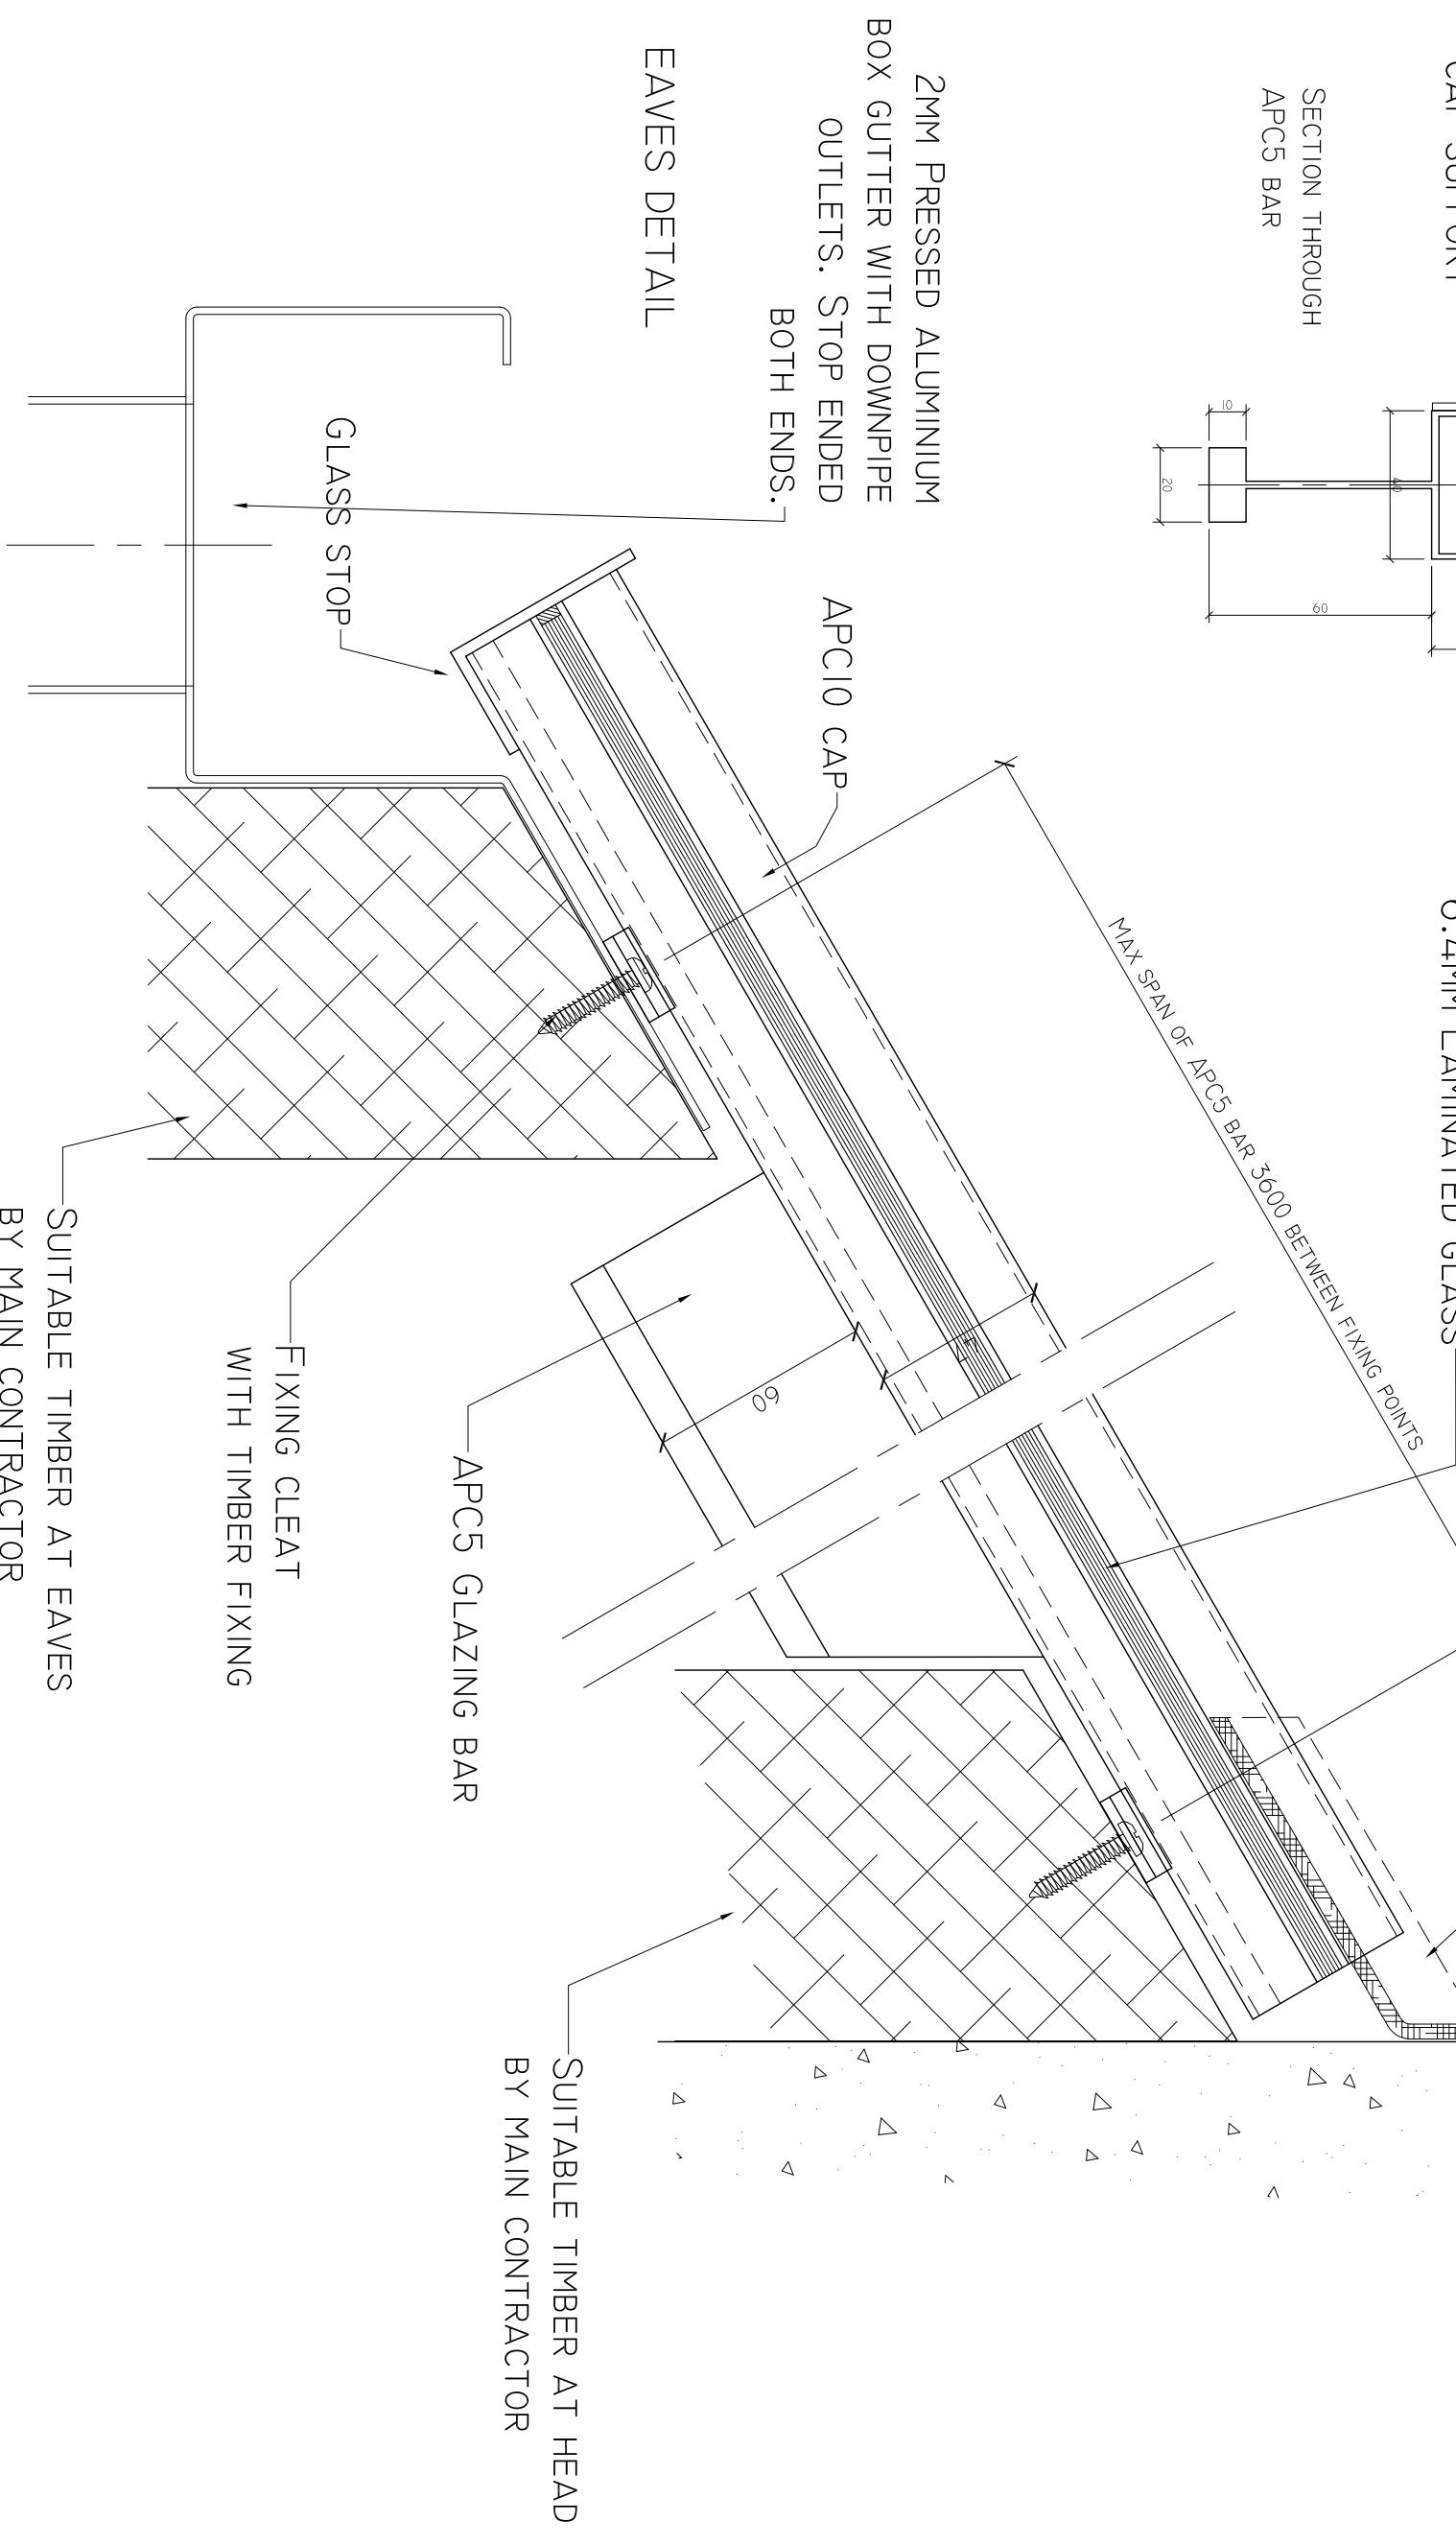 SECTION THROUGH
APC5 BAR
10
20
40
60
2MM PRESSED ALUMINIUM
BOX GUTTER WITH DOWNPIPE
OUTLETS. STOP ENDED
BOTH ENDS.
EAVES DETAIL
GLASS STOP
APC10 CAP
MAX SPAN OF APC5 BAR 3600 BETWEEN FIXING POINTS
LAMINATED GLASS
60
APC5 GLAZING BAR
FIXING CLEAT
WITH TIMBER FIXING
SUITABLE TIMBER AT EAVES
BY MAIN CONTRACTOR
SUITABLE TIMBER AT HEAD
BY MAIN CONTRACTOR